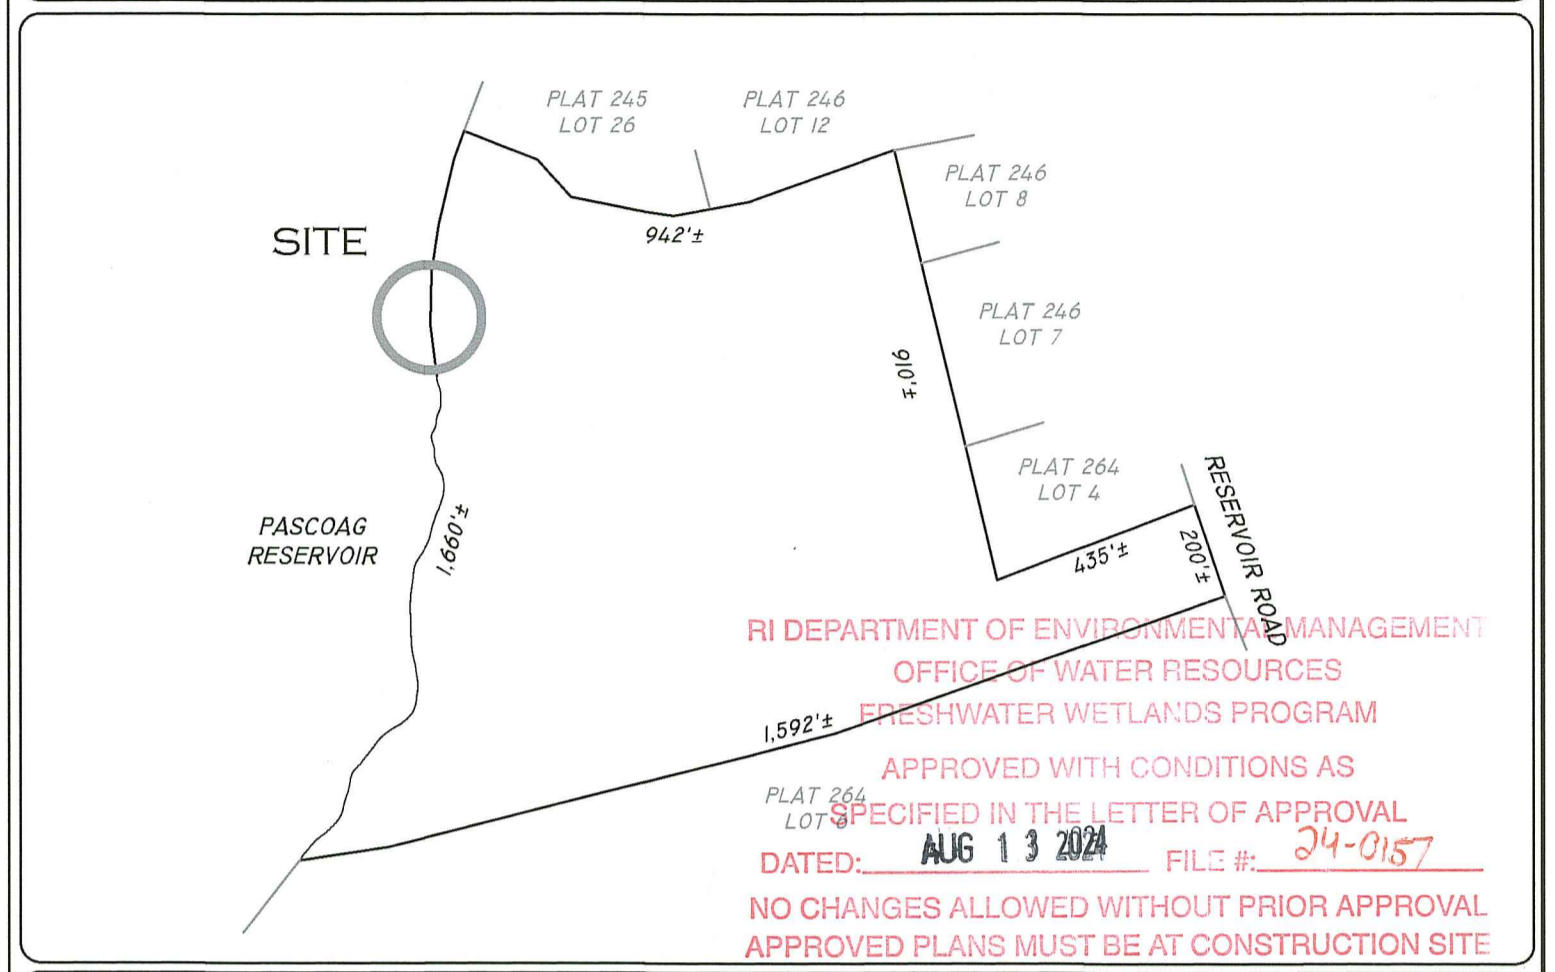 PLAT 245
LOT 26
PLAT 246
LOT 12
PLAT 246
LOT 8
SITE
942'±
PLAT 246
LOT 7
910'±
PLAT 264
LOT 4
RESERVOIR ROAD
PASCOAG
RESERVOIR
1,660'±
435'±
200'±
1,592'±
PLAT 264
LOT 6
RI DEPARTMENT OF ENVIRONMENTAL MANAGEMENT
OFFICE OF WATER RESOURCES
FRESHWATER WETLANDS PROGRAM
APPROVED WITH CONDITIONS AS
SPECIFIED IN THE LETTER OF APPROVAL
DATED: AUG 13 2024 FILE #: 24-0157
NO CHANGES ALLOWED WITHOUT PRIOR APPROVAL
APPROVED PLANS MUST BE AT CONSTRUCTION SITE